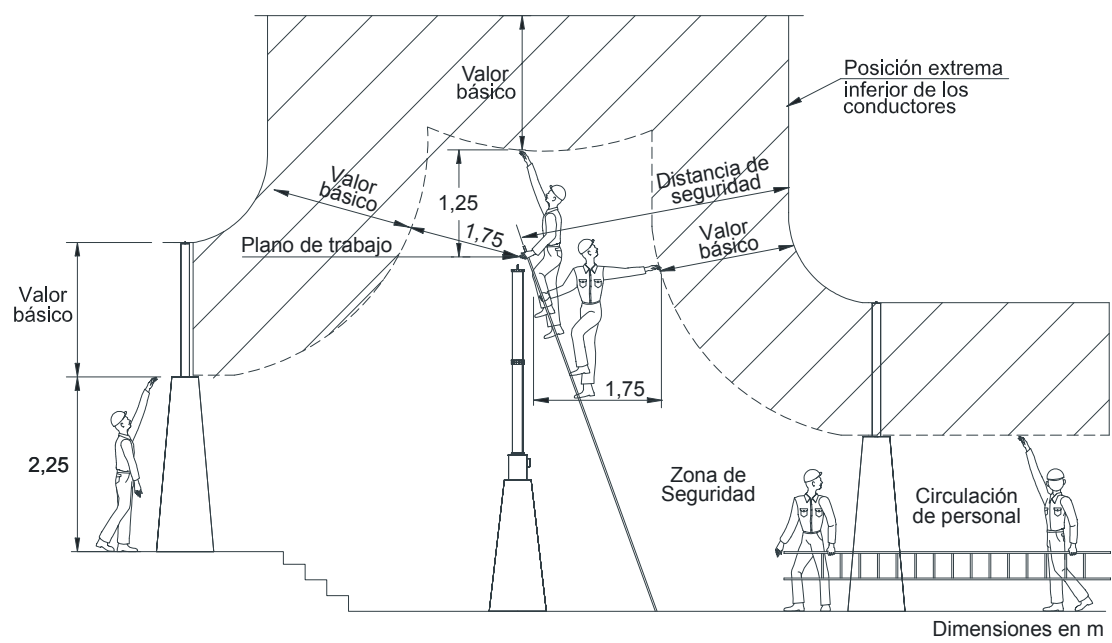 Valor
básico
Posición extrema
inferior de los
conductores
Valor
básico
1,25
Distancia de
seguridad
1,75
Valor
básico
Plano de trabajo
Valor
básico
1,75
2,25
Zona de
Seguridad
Circulación
de personal
Dimensiones en m